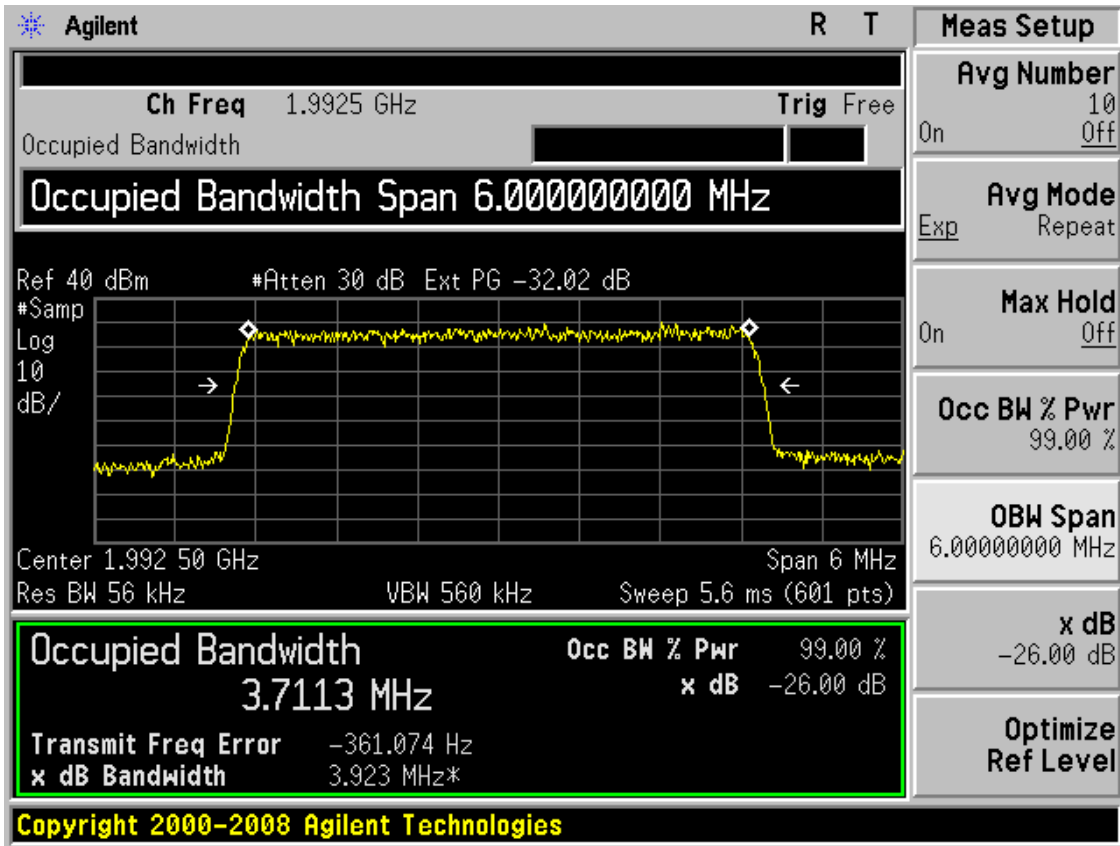 Agilent
R T
Ch Freq 1.9925 GHz
Trig Free
Occupied Bandwidth
Occupied Bandwidth Span 6.000000000 MHz
Ref 40 dBm
#Atten 30 dB Ext PG -32.02 dB
#Samp
Log
10
dB/
Center 1.992 50 GHz
Span 6 MHz
Res BW 56 kHz
VBW 560 kHz
Sweep 5.6 ms (601 pts)
Occupied Bandwidth
3.7113 MHz
Occ BW % Pwr 99.00 %
x dB -26.00 dB
Transmit Freq Error -361.074 Hz
x dB Bandwidth 3.923 MHz*
Copyright 2000-2008 Agilent Technologies
Meas Setup
Avg Number
10
On Off
Avg Mode
Exp Repeat
Max Hold
On Off
Occ BW % Pwr
99.00 %
OBW Span
6.00000000 MHz
x dB
-26.00 dB
Optimize
Ref Level